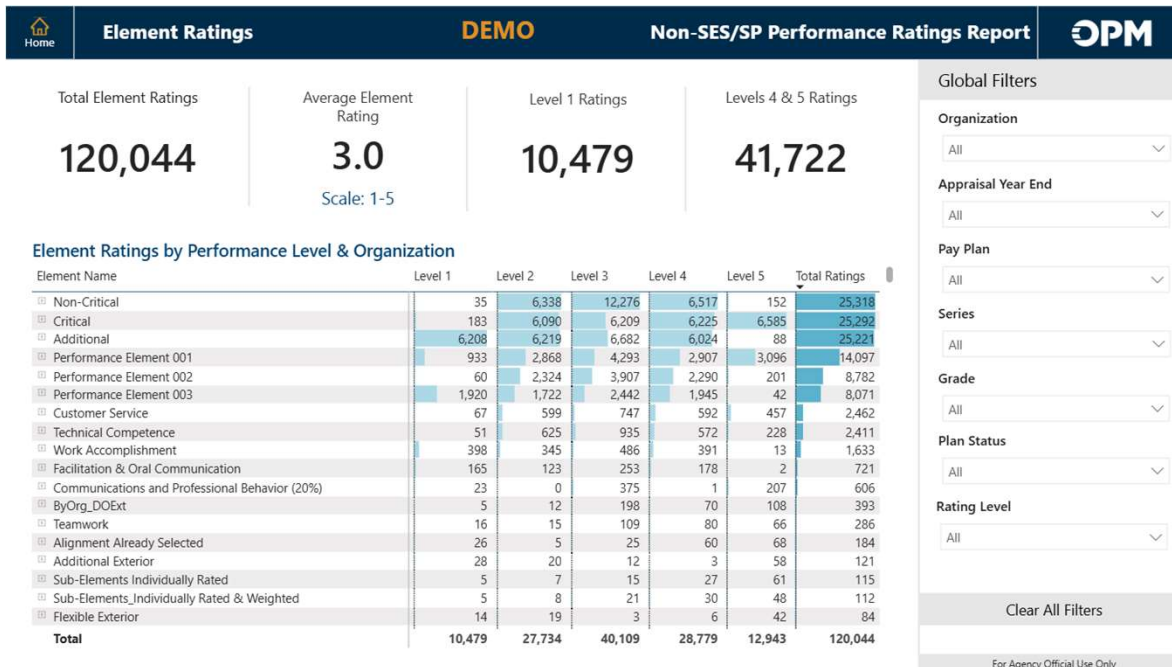 Home
Element Ratings
DEMO
Non-SES/SP Performance Ratings Report
OPM
Total Element Ratings
120,044
Average Element
Rating
3.0
Scale: 1-5
Level 1 Ratings
10,479
Levels 4 & 5 Ratings
41,722
Element Ratings by Performance Level & Organization
Element Name Level 1 Level 2 Level 3 Level 4 Level 5 Total Ratings
Non-Critical 35 6,338 12,276 6,517 152 25,318
Critical 183 6,090 6,209 6,225 6,585 25,292
Additional 6,208 6,219 6,682 6,024 88 25,221
Performance Element 001 933 2,868 4,293 2,907 3,096 14,097
Performance Element 002 60 2,324 3,907 2,290 201 8,782
Performance Element 003 1,920 1,722 2,442 1,945 42 8,071
Customer Service 67 599 747 592 457 2,462
Technical Competence 51 625 935 572 228 2,411
Work Accomplishment 398 345 486 391 13 1,633
Facilitation & Oral Communication 165 123 253 178 2 721
Communications and Professional Behavior (20%) 23 0 375 1 207 606
ByOrg_DOExt 5 12 198 70 108 393
Teamwork 16 15 109 80 66 286
Alignment Already Selected 26 5 25 60 68 184
Additional Exterior 28 20 12 3 58 121
Sub-Elements Individually Rated 5 7 15 27 61 115
Sub-Elements_Individually Rated & Weighted 5 8 21 30 48 112
Flexible Exterior 14 19 3 6 42 84
Total 10,479 27,734 40,109 28,779 12,943 120,044
Global Filters
Organization
All
Appraisal Year End
All
Pay Plan
All
Series
All
Grade
All
Plan Status
All
Rating Level
All
Clear All Filters
For Agency Official Use Only